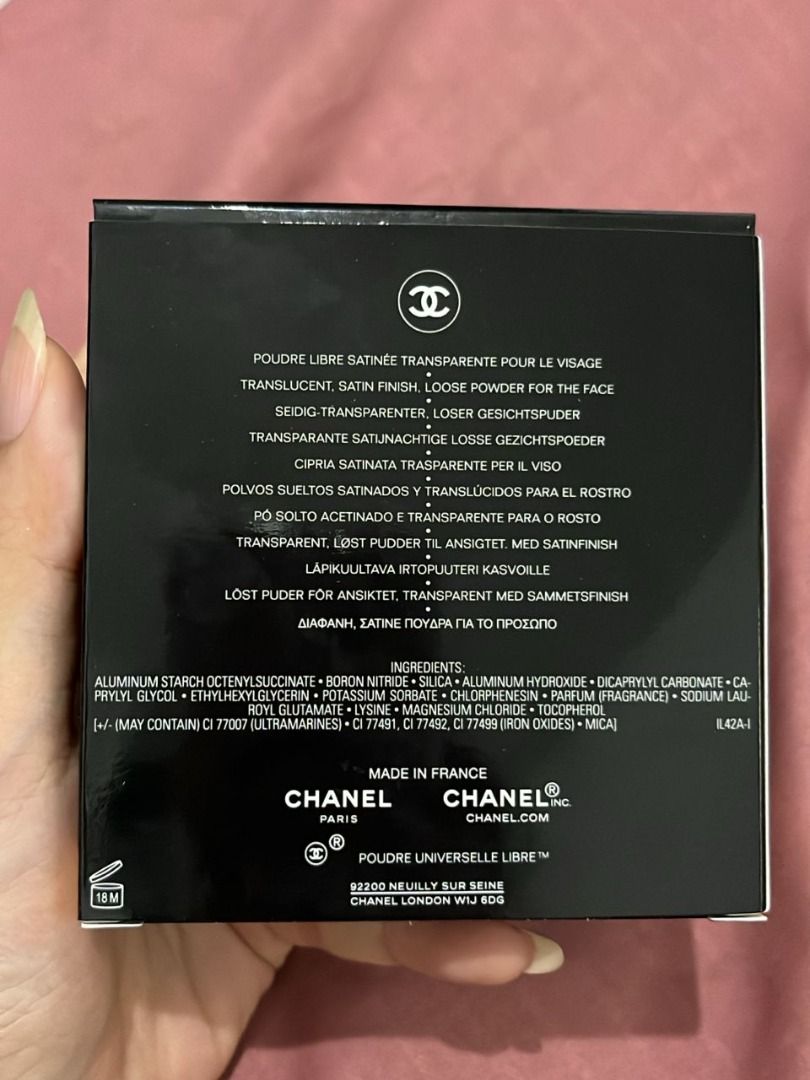 POUDRE LIBRE SATINÉE TRANSPARENTE POUR LE VISAGE
•
TRANSLUCENT, SATIN FINISH, LOOSE POWDER FOR THE FACE
•
SEIDIG-TRANSPARENTER, LOSER GESICHTSPUDER
•
TRANSPARANTE SATIJNACHTIGE LOSSE GEZICHTSPOEDER
•
CIPRIA SATINATA TRASPARENTE PER IL VISO
•
POLVOS SUELTOS SATINADOS Y TRANSLÚCIDOS PARA EL ROSTRO
•
PÓ SOLTO ACETINADO E TRANSPARENTE PARA O ROSTO
•
TRANSPARENT, LØST PUDDER TIL ANSIGTET. MED SATINFINISH
•
LÄPIKUULTAVA IRTOPUUTERI KASVOILLE
•
LÖST PUDER FÖR ANSIKTET, TRANSPARENT MED SAMMETSFINISH
•
ΔΙΑΦΑΝΗ, ΣΑΤΙΝΕ ΠΟΥΔΡΑ ΓΙΑ ΤΟ ΠΡΟΣΩΠΟ
INGREDIENTS:
ALUMINUM STARCH OCTENYLSUCCINATE • BORON NITRIDE • SILICA • ALUMINUM HYDROXIDE • DICAPRYLYL CARBONATE • CA-
PRYLYL GLYCOL • ETHYLHEXYLGLYCERIN • POTASSIUM SORBATE • CHLORPHENESIN • PARFUM (FRAGRANCE) • SODIUM LAU-
ROYL GLUTAMATE • LYSINE • MAGNESIUM CHLORIDE • TOCOPHEROL
[+/- (MAY CONTAIN) CI 77007 (ULTRAMARINES) • CI 77491, CI 77492, CI 77499 (IRON OXIDES) • MICA] IL42A-I
MADE IN FRANCE
CHANEL CHANEL® INC.
PARIS CHANEL.COM
® POUDRE UNIVERSELLE LIBRE™
92200 NEUILLY SUR SEINE
CHANEL LONDON W1J 6DG
18 M